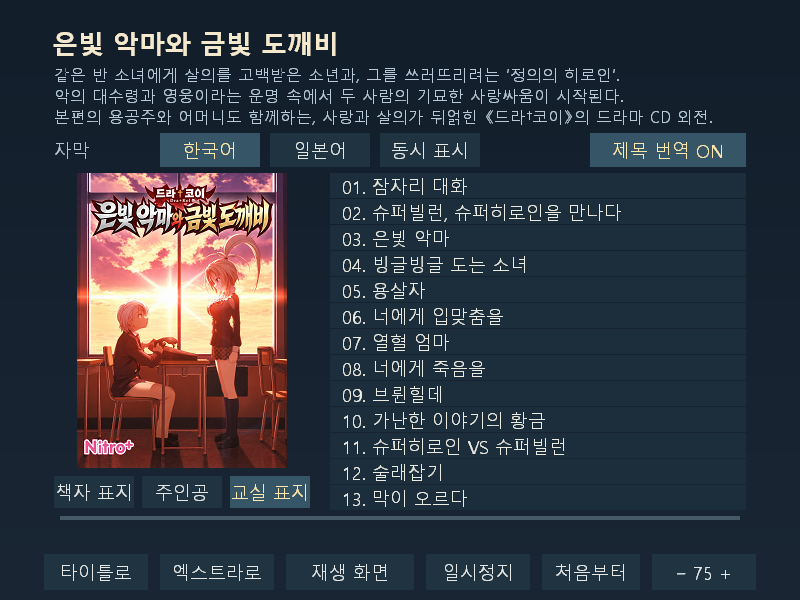 은빛 악마와 금빛 도깨비
같은 반 소녀에게 살의를 고백받은 소년과, 그를 쓰러뜨리려는 '정의의 히로인'.
악의 대수령과 영웅이라는 운명 속에서 두 사람의 기묘한 사랑싸움이 시작된다.
본편의 용공주와 어머니도 함께하는, 사랑과 살의가 뒤얽힌 《드라†코이》의 드라마 CD 외전.
자막 한국어 일본어 동시 표시 제목 번역 ON
드라†코이
Dra+Koi
은빛 악마와 금빛 도깨비
Nitro+
01. 잠자리 대화
02. 슈퍼빌런, 슈퍼히로인을 만나다
03. 은빛 악마
04. 빙글빙글 도는 소녀
05. 용살자
06. 너에게 입맞춤을
07. 열혈 엄마
08. 너에게 죽음을
09. 브륀힐데
10. 가난한 이야기의 황금
11. 슈퍼히로인 VS 슈퍼빌런
12. 술래잡기
13. 막이 오르다
책자 표지 주인공 교실 표지
타이틀로 엑스트라로 재생 화면 일시정지 처음부터 – 75 +